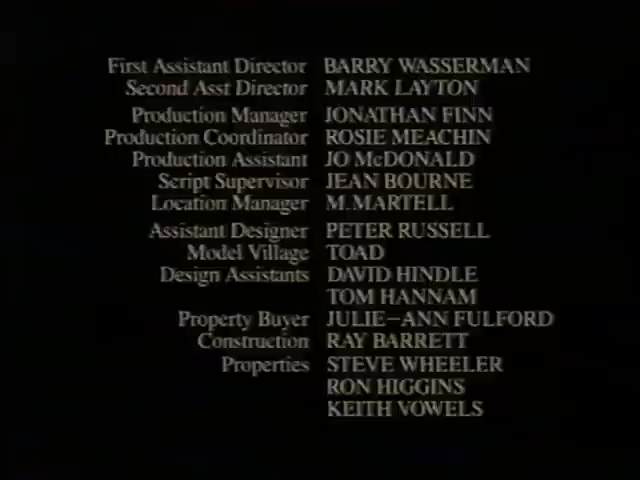 First Assistant Director BARRY WASSERMAN
Second Asst Director MARK LAYTON
Production Manager JONATHAN FINN
Production Coordinator ROSIE MEACHIN
Production Assistant JO McDONALD
Script Supervisor JEAN BOURNE
Location Manager M.MARTELL
Assistant Designer PETER RUSSELL
Model Village TOAD
Design Assistants DAVID HINDLE
TOM HANNAM
Property Buyer JULIE–ANN FULFORD
Construction RAY BARRETT
Properties STEVE WHEELER
RON HIGGINS
KEITH VOWELS